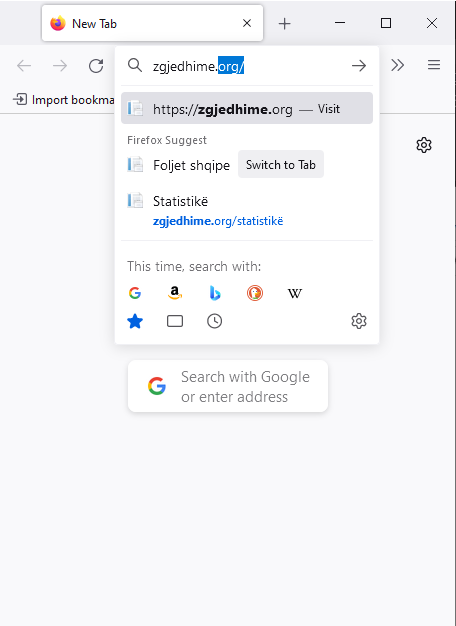 New Tab
zgjedhime.org/
Import bookma
https://zgjedhime.org — Visit
Firefox Suggest
Foljet shqipe Switch to Tab
Statistikë
zgjedhime.org/statistikë
This time, search with:
Search with Google
or enter address